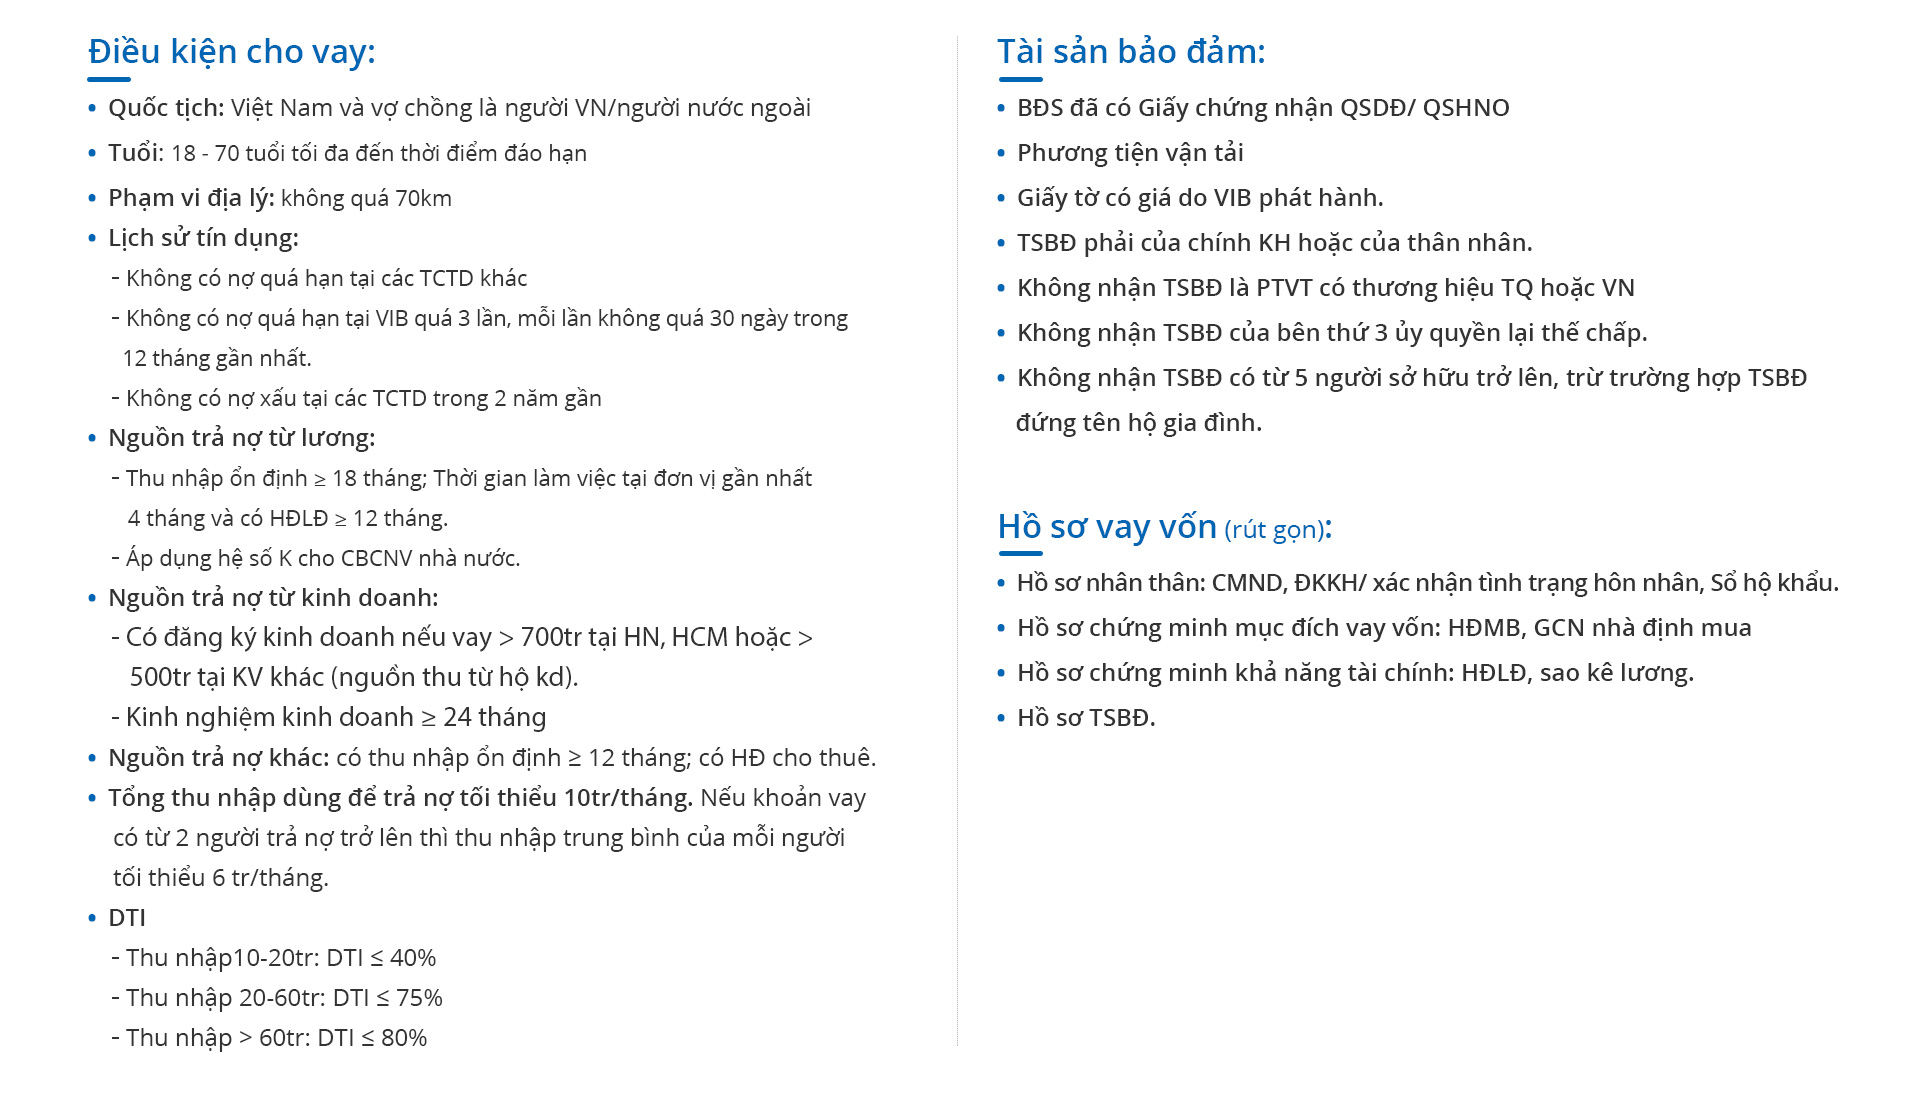 Điều kiện cho vay:
• Quốc tịch: Việt Nam và vợ chồng là người VN/người nước ngoài
• Tuổi: 18 - 70 tuổi tối đa đến thời điểm đáo hạn
• Phạm vi địa lý: không quá 70km
• Lịch sử tín dụng:
- Không có nợ quá hạn tại các TCTD khác
- Không có nợ quá hạn tại VIB quá 3 lần, mỗi lần không quá 30 ngày trong
12 tháng gần nhất.
- Không có nợ xấu tại các TCTD trong 2 năm gần
• Nguồn trả nợ từ lương:
- Thu nhập ổn định ≥ 18 tháng; Thời gian làm việc tại đơn vị gần nhất
4 tháng và có HĐLĐ ≥ 12 tháng.
- Áp dụng hệ số K cho CBCNV nhà nước.
• Nguồn trả nợ từ kinh doanh:
- Có đăng ký kinh doanh nếu vay > 700tr tại HN, HCM hoặc >
500tr tại KV khác (nguồn thu từ hộ kd).
- Kinh nghiệm kinh doanh ≥ 24 tháng
• Nguồn trả nợ khác: có thu nhập ổn định ≥ 12 tháng; có HĐ cho thuê.
• Tổng thu nhập dùng để trả nợ tối thiểu 10tr/tháng. Nếu khoản vay
có từ 2 người trả nợ trở lên thì thu nhập trung bình của mỗi người
tối thiểu 6 tr/tháng.
• DTI
- Thu nhập10-20tr: DTI ≤ 40%
- Thu nhập 20-60tr: DTI ≤ 75%
- Thu nhập > 60tr: DTI ≤ 80%
Tài sản bảo đảm:
• BĐS đã có Giấy chứng nhận QSDĐ/ QSHNO
• Phương tiện vận tải
• Giấy tờ có giá do VIB phát hành.
• TSBĐ phải của chính KH hoặc của thân nhân.
• Không nhận TSBĐ là PTVT có thương hiệu TQ hoặc VN
• Không nhận TSBĐ của bên thứ 3 ủy quyền lại thế chấp.
• Không nhận TSBĐ có từ 5 người sở hữu trở lên, trừ trường hợp TSBĐ
đứng tên hộ gia đình.
Hồ sơ vay vốn (rút gọn):
• Hồ sơ nhân thân: CMND, ĐKKH/ xác nhận tình trạng hôn nhân, Sổ hộ khẩu.
• Hồ sơ chứng minh mục đích vay vốn: HĐMB, GCN nhà định mua
• Hồ sơ chứng minh khả năng tài chính: HĐLĐ, sao kê lương.
• Hồ sơ TSBĐ.